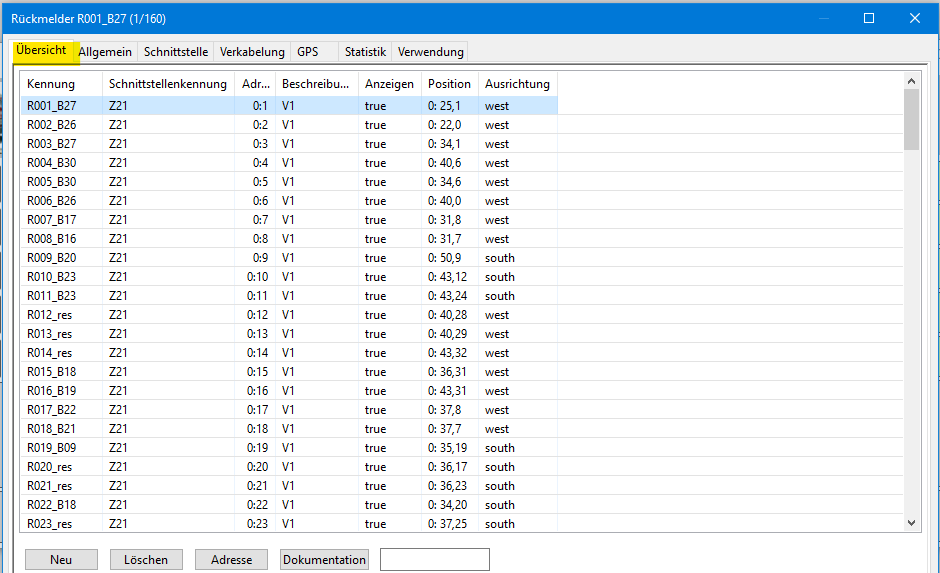 Rückmelder R001_B27 (1/160)
Übersicht Allgemein Schnittstelle Verkabelung GPS Statistik Verwendung
Kennung Schnittstellenkennung Adr... Beschreibu... Anzeigen Position Ausrichtung
R001_B27 Z21 0:1 V1 true 0: 25,1 west
R002_B26 Z21 0:2 V1 true 0: 22,0 west
R003_B27 Z21 0:3 V1 true 0: 34,1 west
R004_B30 Z21 0:4 V1 true 0: 40,6 west
R005_B30 Z21 0:5 V1 true 0: 34,6 west
R006_B26 Z21 0:6 V1 true 0: 40,0 west
R007_B17 Z21 0:7 V1 true 0: 31,8 west
R008_B16 Z21 0:8 V1 true 0: 31,7 west
R009_B20 Z21 0:9 V1 true 0: 50,9 south
R010_B23 Z21 0:10 V1 true 0: 43,12 south
R011_B23 Z21 0:11 V1 true 0: 43,24 south
R012_res Z21 0:12 V1 true 0: 40,28 west
R013_res Z21 0:13 V1 true 0: 40,29 west
R014_res Z21 0:14 V1 true 0: 43,32 west
R015_B18 Z21 0:15 V1 true 0: 36,31 west
R016_B19 Z21 0:16 V1 true 0: 43,31 west
R017_B22 Z21 0:17 V1 true 0: 37,8 west
R018_B21 Z21 0:18 V1 true 0: 37,7 west
R019_B09 Z21 0:19 V1 true 0: 35,19 south
R020_res Z21 0:20 V1 true 0: 36,17 south
R021_res Z21 0:21 V1 true 0: 36,23 south
R022_B18 Z21 0:22 V1 true 0: 34,20 south
R023_res Z21 0:23 V1 true 0: 37,25 south
Neu Löschen Adresse Dokumentation